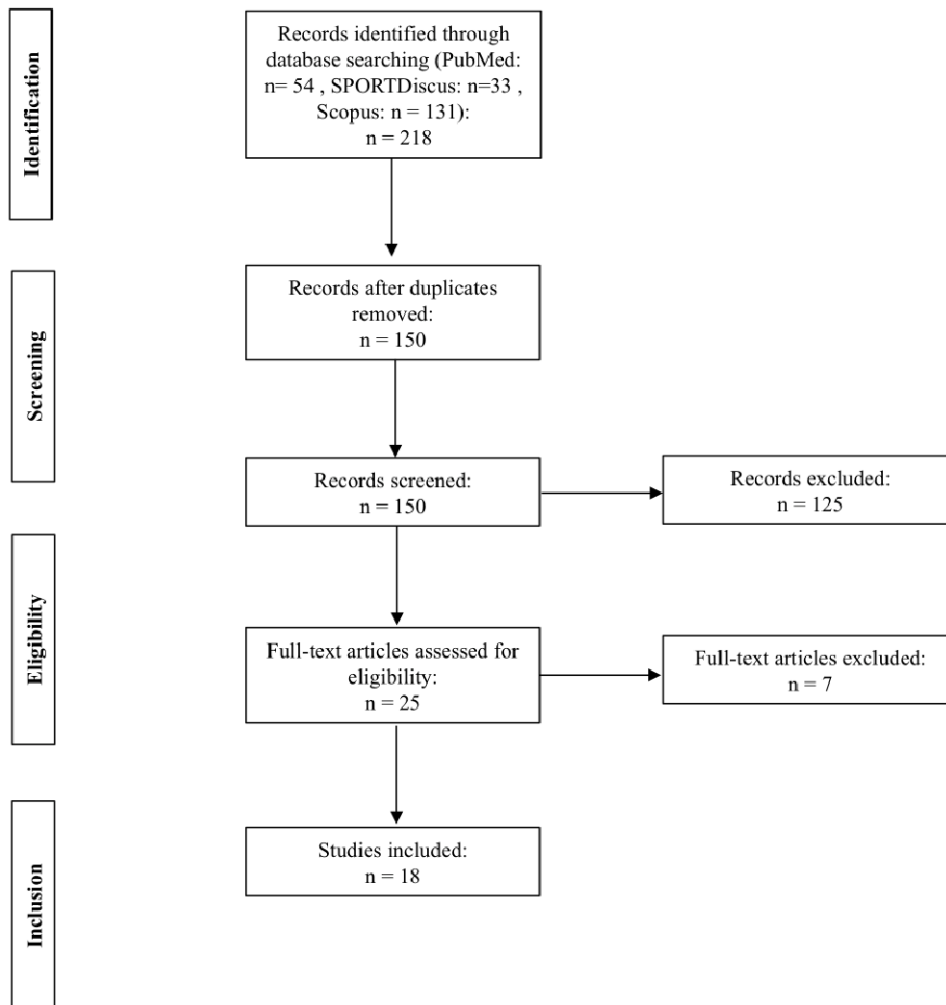 Identification
Records identified through
database searching (PubMed:
n= 54 , SPORTDiscus: n=33 ,
Scopus: n = 131):
n = 218
Screening
Records after duplicates
removed:
n = 150
Records screened:
n = 150
Records excluded:
n = 125
Eligibility
Full-text articles assessed for
eligibility:
n = 25
Full-text articles excluded:
n = 7
Inclusion
Studies included:
n = 18